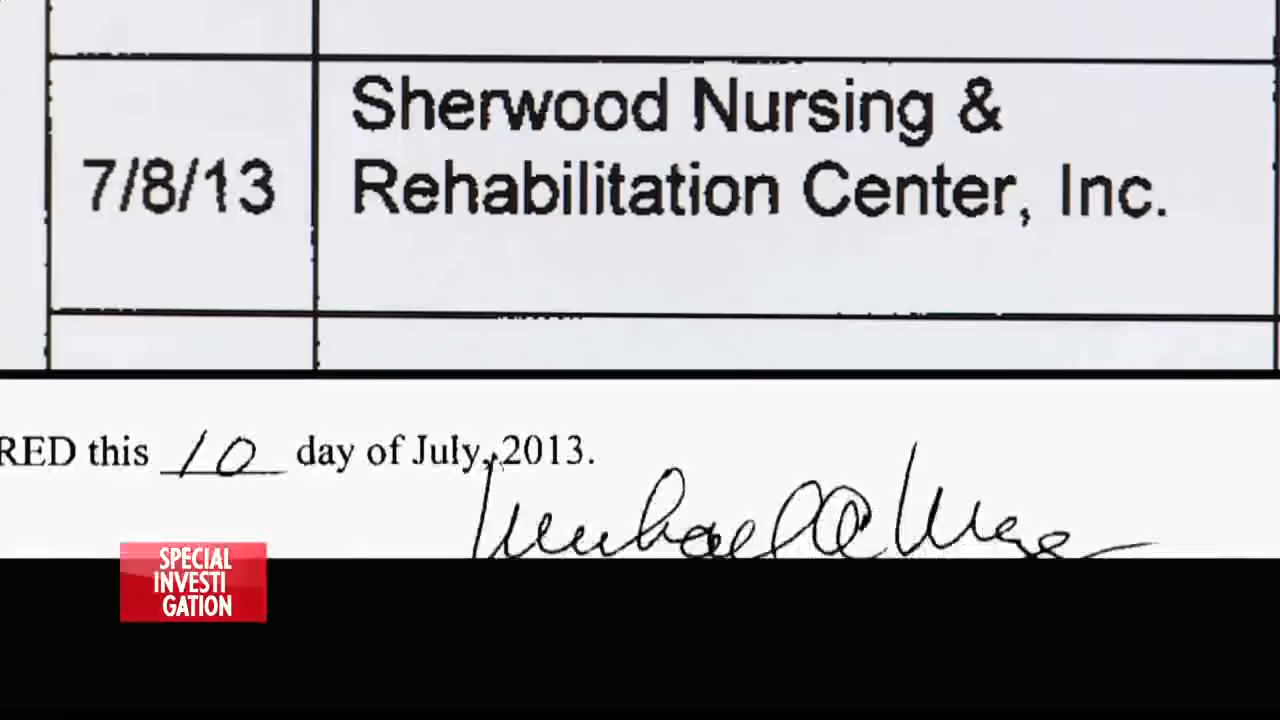 Sherwood Nursing &
7/8/13 Rehabilitation Center, Inc.
RED this 10 day of July, 2013.
SPECIAL
INVESTI
GATION